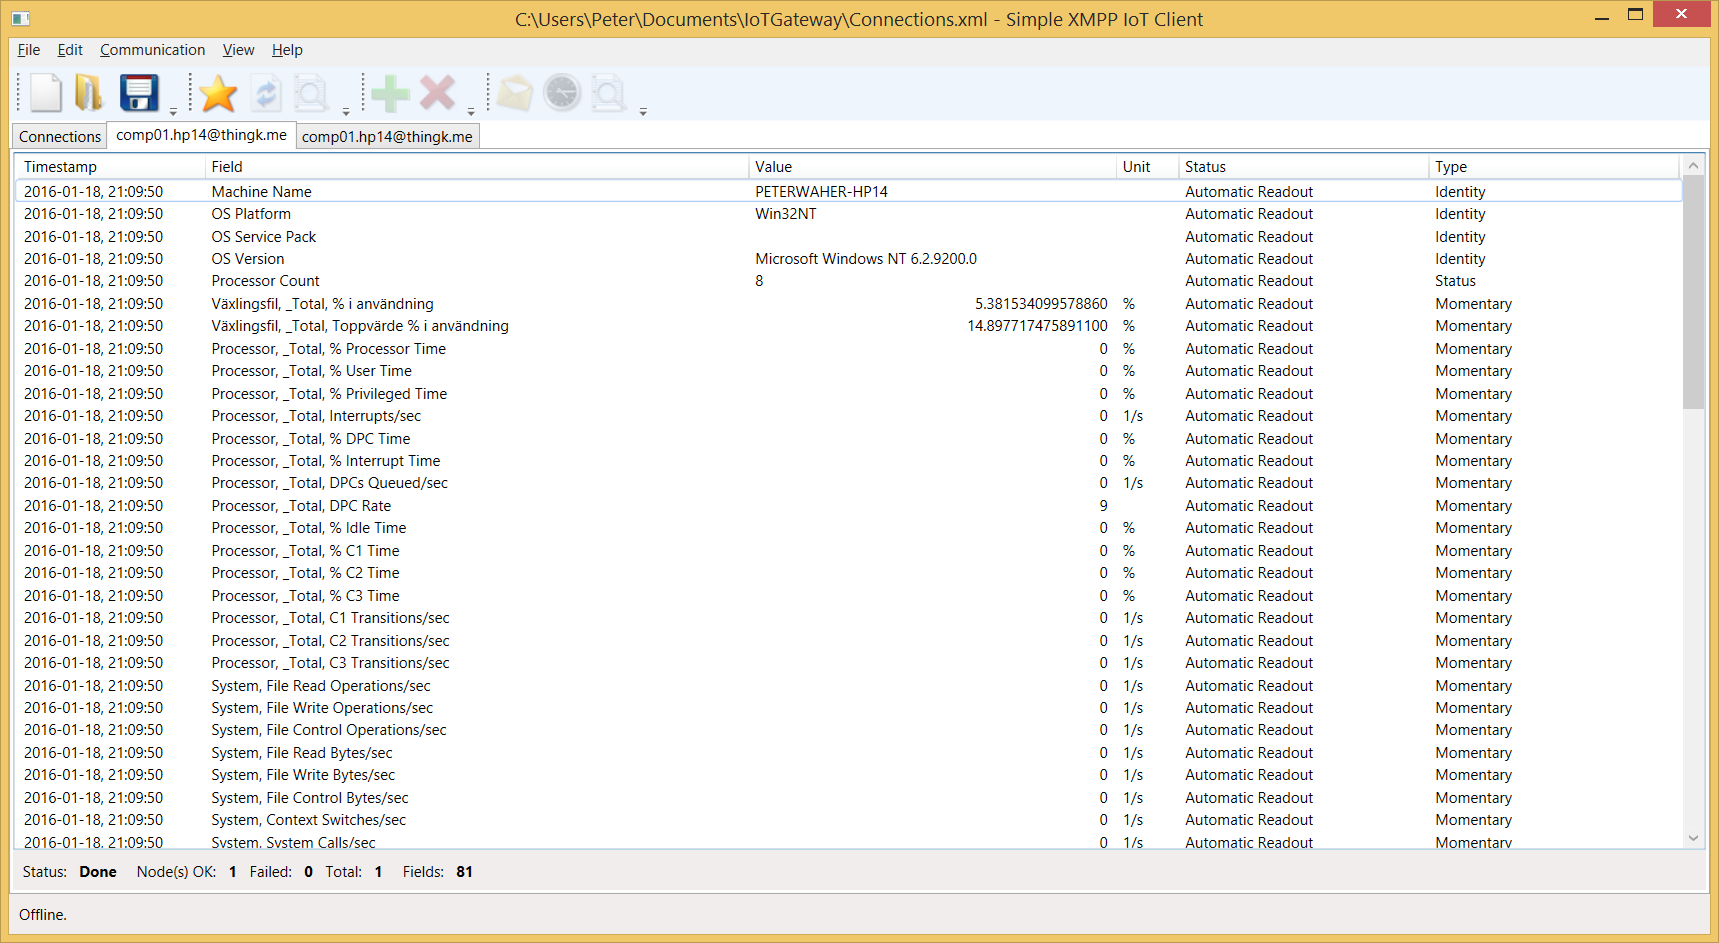 C:\Users\Peter\Documents\IoTGateway\Connections.xml - Simple XMPP IoT Client
File Edit Communication View Help
Connections comp01.hp14@thingk.me comp01.hp14@thingk.me
Timestamp Field Value Unit Status Type
2016-01-18, 21:09:50 Machine Name PETERWAHER-HP14 Automatic Readout Identity
2016-01-18, 21:09:50 OS Platform Win32NT Automatic Readout Identity
2016-01-18, 21:09:50 OS Service Pack Automatic Readout Identity
2016-01-18, 21:09:50 OS Version Microsoft Windows NT 6.2.9200.0 Automatic Readout Identity
2016-01-18, 21:09:50 Processor Count 8 Automatic Readout Status
2016-01-18, 21:09:50 Växlingsfil, _Total, % i användning 5.381534099578860 % Automatic Readout Momentary
2016-01-18, 21:09:50 Växlingsfil, _Total, Toppvärde % i användning 14.897717475891100 % Automatic Readout Momentary
2016-01-18, 21:09:50 Processor, _Total, % Processor Time 0 % Automatic Readout Momentary
2016-01-18, 21:09:50 Processor, _Total, % User Time 0 % Automatic Readout Momentary
2016-01-18, 21:09:50 Processor, _Total, % Privileged Time 0 % Automatic Readout Momentary
2016-01-18, 21:09:50 Processor, _Total, Interrupts/sec 0 1/s Automatic Readout Momentary
2016-01-18, 21:09:50 Processor, _Total, % DPC Time 0 % Automatic Readout Momentary
2016-01-18, 21:09:50 Processor, _Total, % Interrupt Time 0 % Automatic Readout Momentary
2016-01-18, 21:09:50 Processor, _Total, DPCs Queued/sec 0 1/s Automatic Readout Momentary
2016-01-18, 21:09:50 Processor, _Total, DPC Rate 9 Automatic Readout Momentary
2016-01-18, 21:09:50 Processor, _Total, % Idle Time 0 % Automatic Readout Momentary
2016-01-18, 21:09:50 Processor, _Total, % C1 Time 0 % Automatic Readout Momentary
2016-01-18, 21:09:50 Processor, _Total, % C2 Time 0 % Automatic Readout Momentary
2016-01-18, 21:09:50 Processor, _Total, % C3 Time 0 % Automatic Readout Momentary
2016-01-18, 21:09:50 Processor, _Total, C1 Transitions/sec 0 1/s Automatic Readout Momentary
2016-01-18, 21:09:50 Processor, _Total, C2 Transitions/sec 0 1/s Automatic Readout Momentary
2016-01-18, 21:09:50 Processor, _Total, C3 Transitions/sec 0 1/s Automatic Readout Momentary
2016-01-18, 21:09:50 System, File Read Operations/sec 0 1/s Automatic Readout Momentary
2016-01-18, 21:09:50 System, File Write Operations/sec 0 1/s Automatic Readout Momentary
2016-01-18, 21:09:50 System, File Control Operations/sec 0 1/s Automatic Readout Momentary
2016-01-18, 21:09:50 System, File Read Bytes/sec 0 1/s Automatic Readout Momentary
2016-01-18, 21:09:50 System, File Write Bytes/sec 0 1/s Automatic Readout Momentary
2016-01-18, 21:09:50 System, File Control Bytes/sec 0 1/s Automatic Readout Momentary
2016-01-18, 21:09:50 System, Context Switches/sec 0 1/s Automatic Readout Momentary
2016-01-18, 21:09:50 System, System Calls/sec 0 1/s Automatic Readout Momentary
Status: Done Node(s) OK: 1 Failed: 0 Total: 1 Fields: 81
Offline.